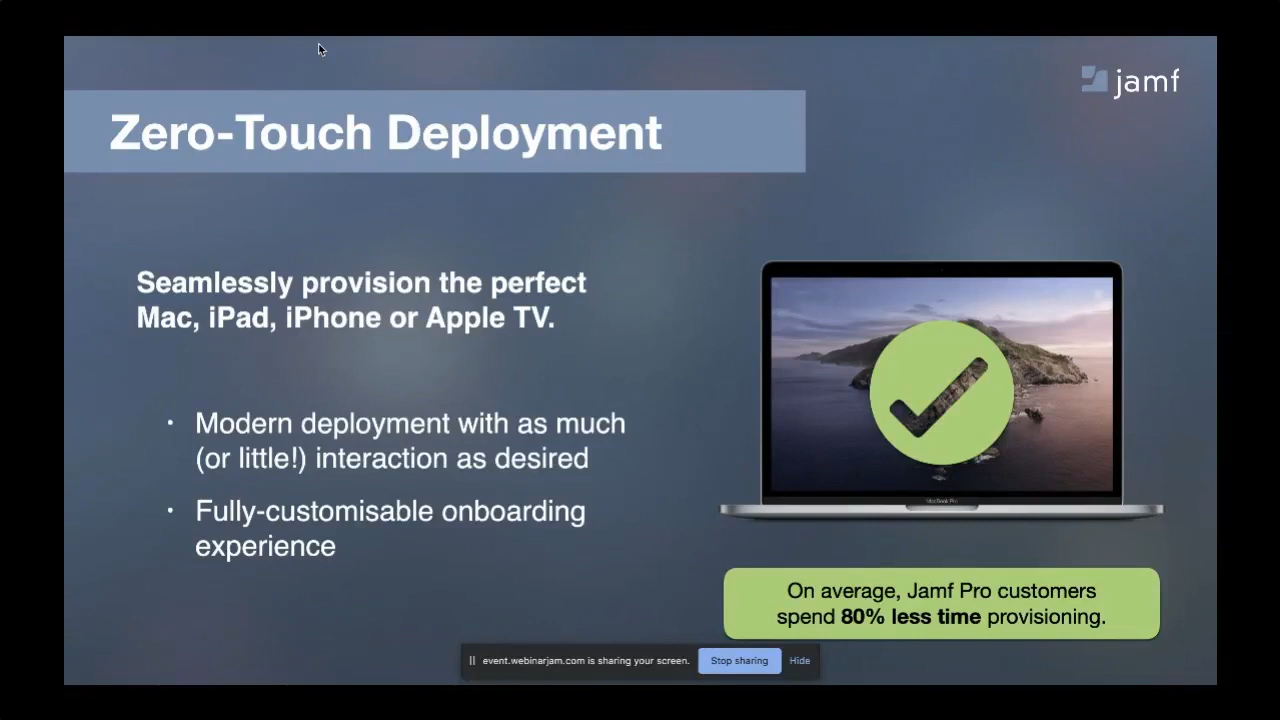 jamf
Zero-Touch Deployment
Seamlessly provision the perfect
Mac, iPad, iPhone or Apple TV.
· Modern deployment with as much
(or little!) interaction as desired
· Fully-customisable onboarding
experience
MacBook Pro
On average, Jamf Pro customers
spend 80% less time provisioning.
event.webinarjam.com is sharing your screen. Stop sharing Hide